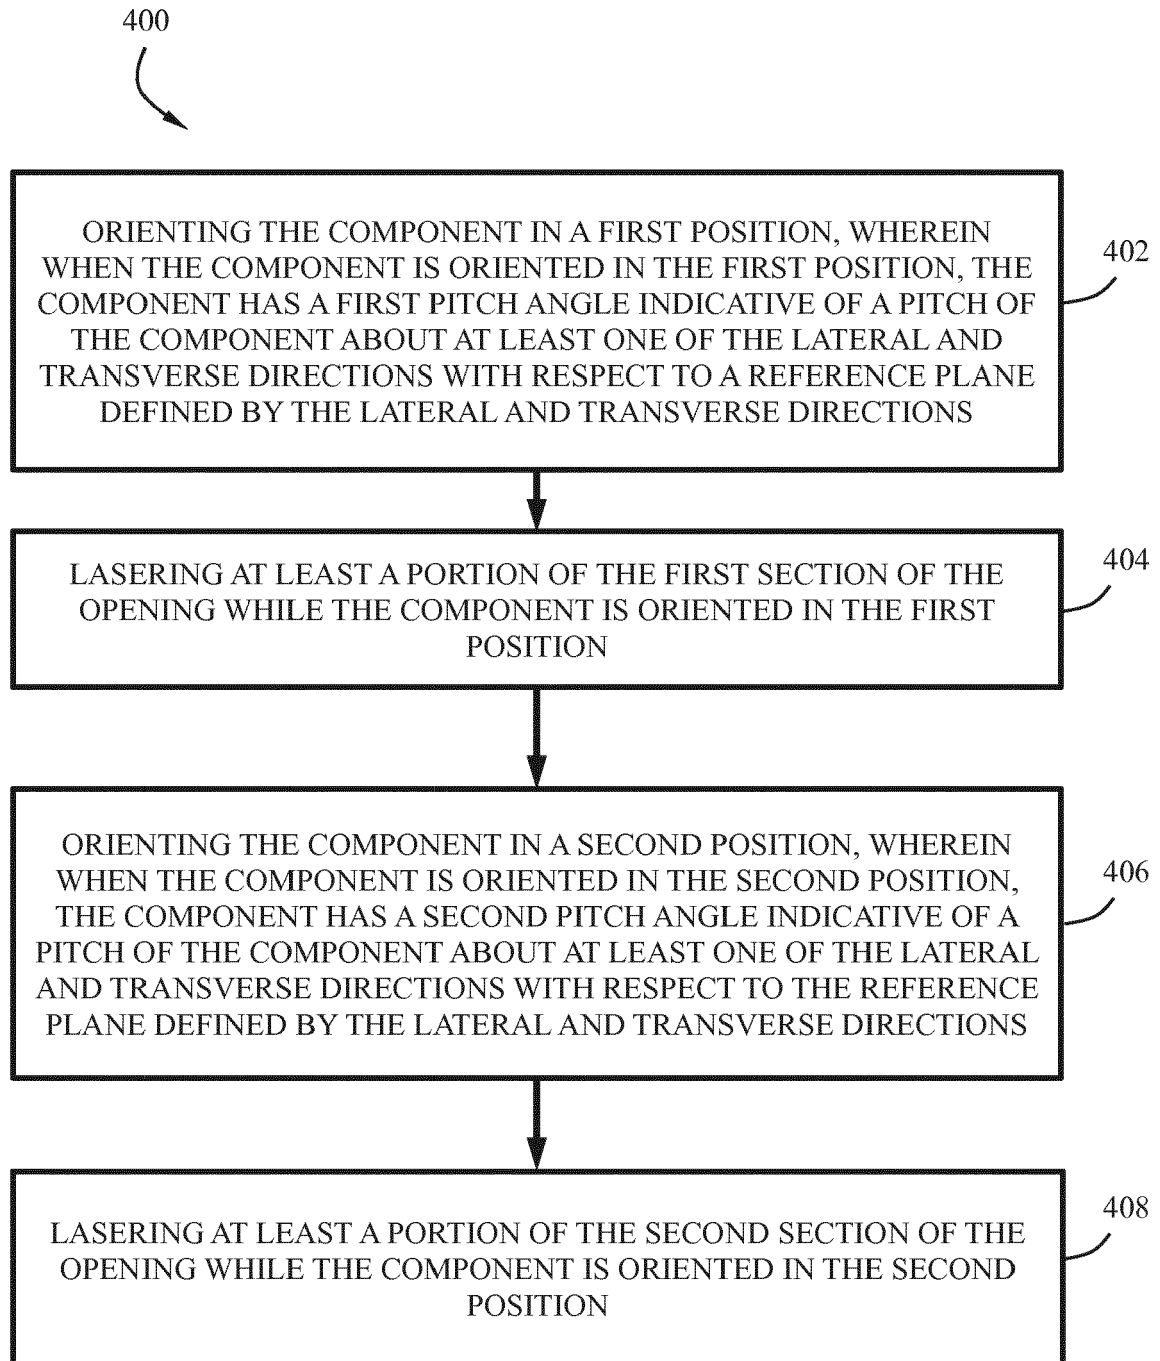 400
ORIENTING THE COMPONENT IN A FIRST POSITION, WHEREIN
WHEN THE COMPONENT IS ORIENTED IN THE FIRST POSITION, THE
COMPONENT HAS A FIRST PITCH ANGLE INDICATIVE OF A PITCH OF
THE COMPONENT ABOUT AT LEAST ONE OF THE LATERAL AND
TRANSVERSE DIRECTIONS WITH RESPECT TO A REFERENCE PLANE
DEFINED BY THE LATERAL AND TRANSVERSE DIRECTIONS
402
LASERING AT LEAST A PORTION OF THE FIRST SECTION OF THE
OPENING WHILE THE COMPONENT IS ORIENTED IN THE FIRST
POSITION
404
ORIENTING THE COMPONENT IN A SECOND POSITION, WHEREIN
WHEN THE COMPONENT IS ORIENTED IN THE SECOND POSITION,
THE COMPONENT HAS A SECOND PITCH ANGLE INDICATIVE OF A
PITCH OF THE COMPONENT ABOUT AT LEAST ONE OF THE LATERAL
AND TRANSVERSE DIRECTIONS WITH RESPECT TO THE REFERENCE
PLANE DEFINED BY THE LATERAL AND TRANSVERSE DIRECTIONS
406
LASERING AT LEAST A PORTION OF THE SECOND SECTION OF THE
OPENING WHILE THE COMPONENT IS ORIENTED IN THE SECOND
POSITION
408